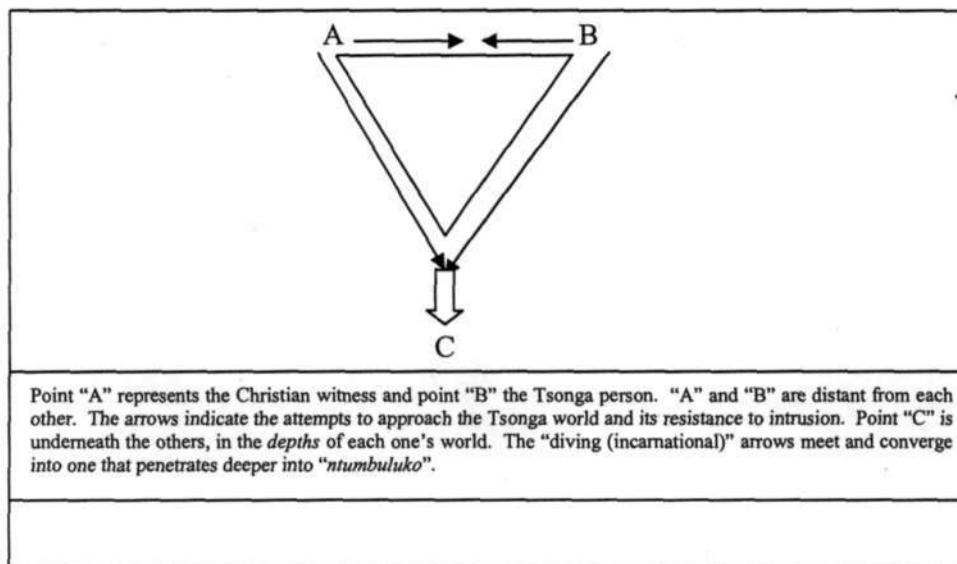 A B
C
Point “A” represents the Christian witness and point “B” the Tsonga person. “A” and “B” are distant from each
other. The arrows indicate the attempts to approach the Tsonga world and its resistance to intrusion. Point “C” is
underneath the others, in the depths of each one’s world. The “diving (incarnational)” arrows meet and converge
into one that penetrates deeper into “ntumbuluko”.